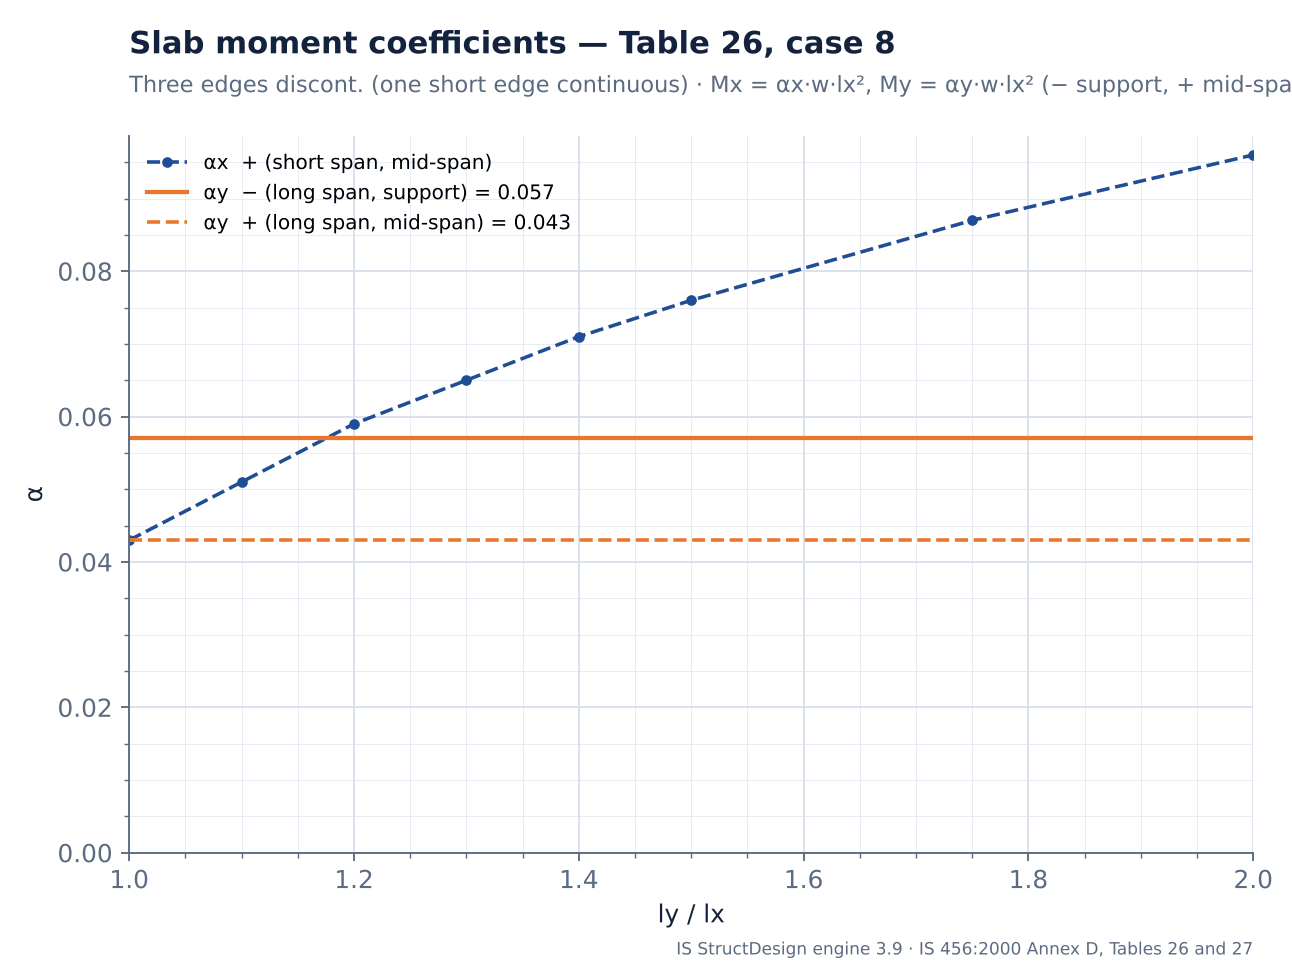 Slab moment coefficients — Table 26, case 8
Three edges discont. (one short edge continuous) · Mx = αx·w·lx², My = αy·w·lx² (− support, + mid-spa
αx  + (short span, mid-span)
αy  − (long span, support) = 0.057
αy  + (long span, mid-span) = 0.043
0.08
0.06
0.04
0.02
0.00
α
1.0 1.2 1.4 1.6 1.8 2.0
ly / lx
IS StructDesign engine 3.9 · IS 456:2000 Annex D, Tables 26 and 27